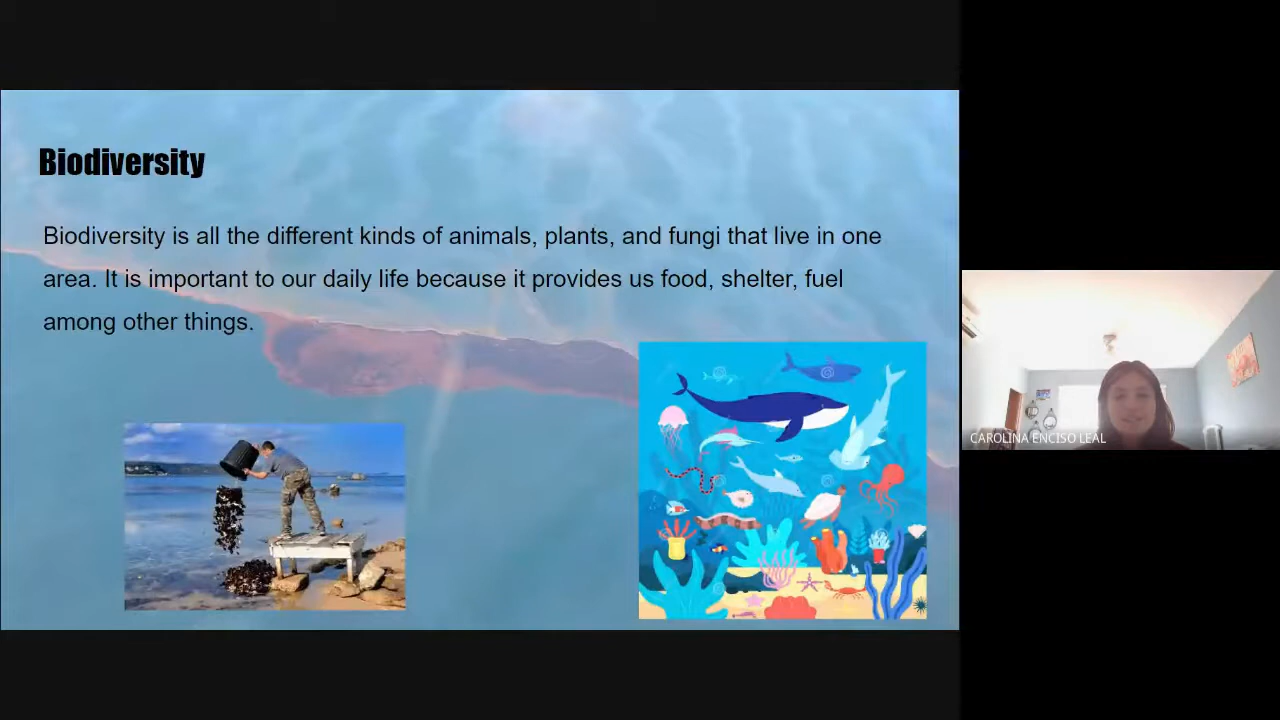 Biodiversity
Biodiversity is all the different kinds of animals, plants, and fungi that live in one
area. It is important to our daily life because it provides us food, shelter, fuel
among other things.
CAROLINA ENCISO LEAL